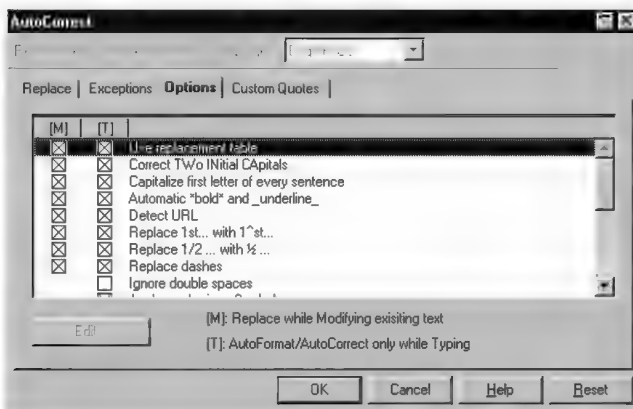 AutoCorrect
Replace Exceptions Options Custom Quotes
[M] [T]
Use replacement table
Correct TWo INitial CApitals
Capitalize first letter of every sentence
Automatic *bold* and _underline_
Detect URL
Replace 1st... with 1^st...
Replace 1/2 ... with ½ ...
Replace dashes
Ignore double spaces
Edit
[M]: Replace while Modifying exisiting text
[T]: AutoFormat/AutoCorrect only while Typing
OK Cancel Help Reset